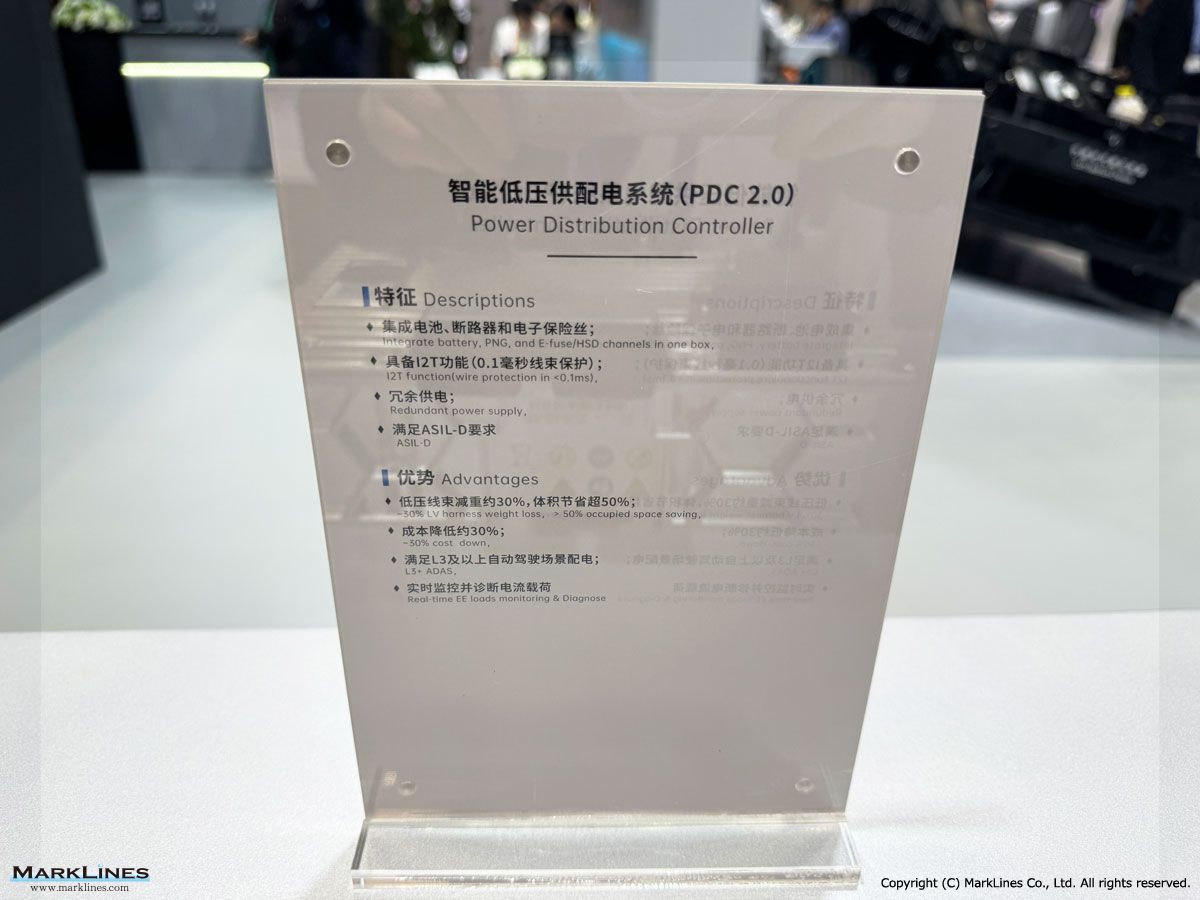 智能低压供配电系统(PDC 2.0)
Power Distribution Controller
特征 Descriptions
集成电池、断路器和电子保险丝；
Integrate battery, PNG, and E-fuse/HSD channels in one box,
具备I2T功能(0.1毫秒线束保护)；
I2T function(wire protection in <0.1ms),
冗余供电；
Redundant power supply,
满足ASIL-D要求
ASIL-D
优势 Advantages
低压线束减重约30%,体积节省超50%；
~30% LV harness weight loss, > 50% occupied space saving,
成本降低约30%；
~30% cost down,
满足L3及以上自动驾驶场景配电；
L3+ ADAS,
实时监控并诊断电流载荷
Real-time EE loads monitoring & Diagnose
MARKLINES
www.marklines.com
Copyright (C) MarkLines Co., Ltd. All rights reserved.